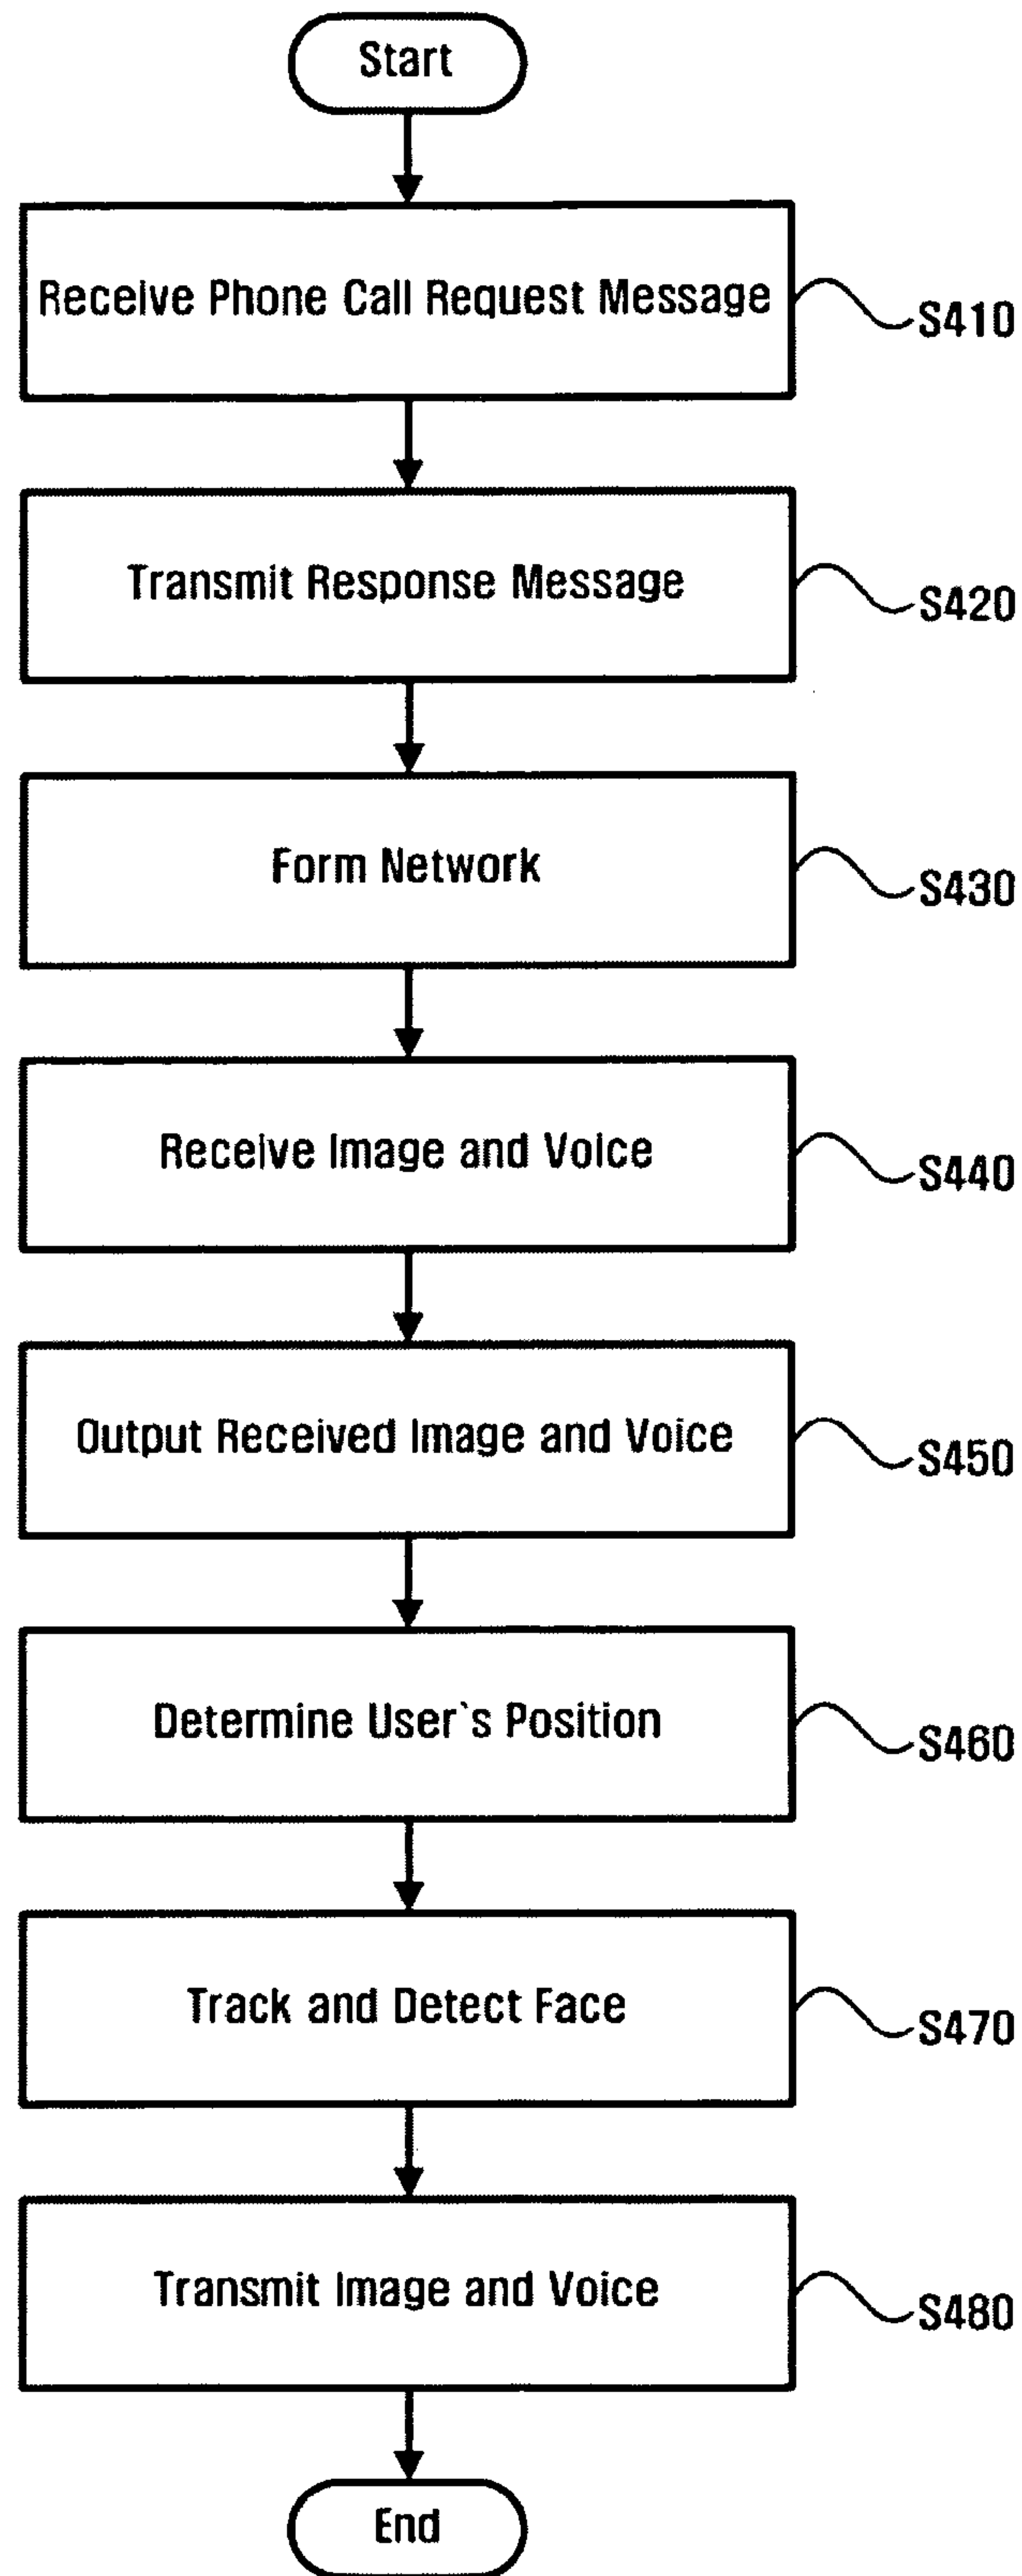 Start
Receive Phone Call Request Message
S410
Transmit Response Message
S420
Form Network
S430
Receive Image and Voice
S440
Output Received Image and Voice
S450
Determine User`s Position
S460
Track and Detect Face
S470
Transmit Image and Voice
S480
End